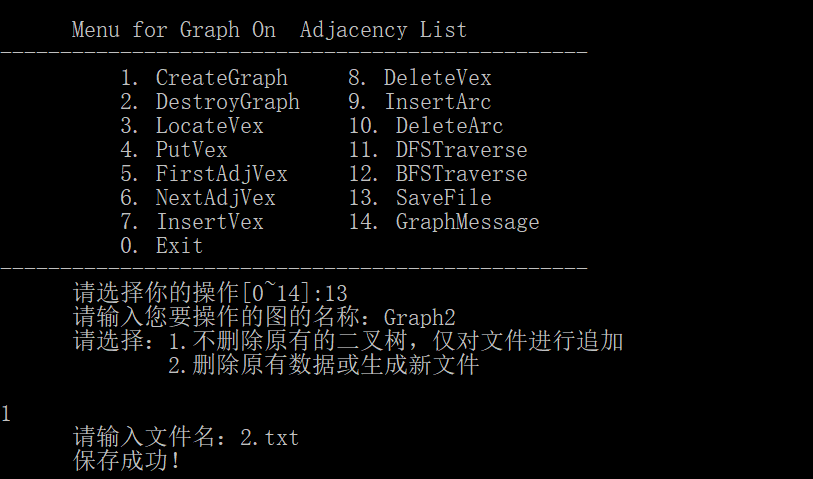 Menu for Graph On  Adjacency List
-------------------------------------------------
1. CreateGraph     8. DeleteVex
2. DestroyGraph    9. InsertArc
3. LocateVex       10. DeleteArc
4. PutVex          11. DFSTraverse
5. FirstAdjVex     12. BFSTraverse
6. NextAdjVex      13. SaveFile
7. InsertVex       14. GraphMessage
0. Exit
-------------------------------------------------
请选择你的操作[0~14]:13
请输入您要操作的图的名称：Graph2
请选择：1.不删除原有的二叉树，仅对文件进行追加
2.删除原有数据或生成新文件
1
请输入文件名：2.txt
保存成功！